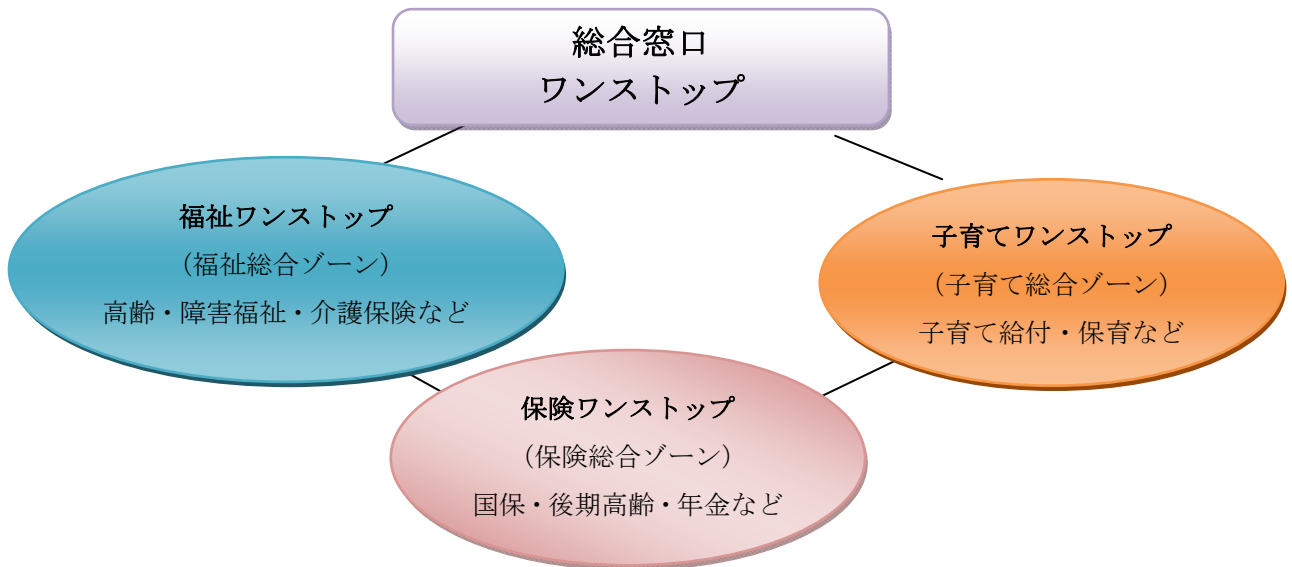 総合窓口
ワンストップ
福祉ワンストップ
（福祉総合ゾーン）
高齢・障害福祉・介護保険など
子育てワンストップ
（子育て総合ゾーン）
子育て給付・保育など
保険ワンストップ
（保険総合ゾーン）
国保・後期高齢・年金など